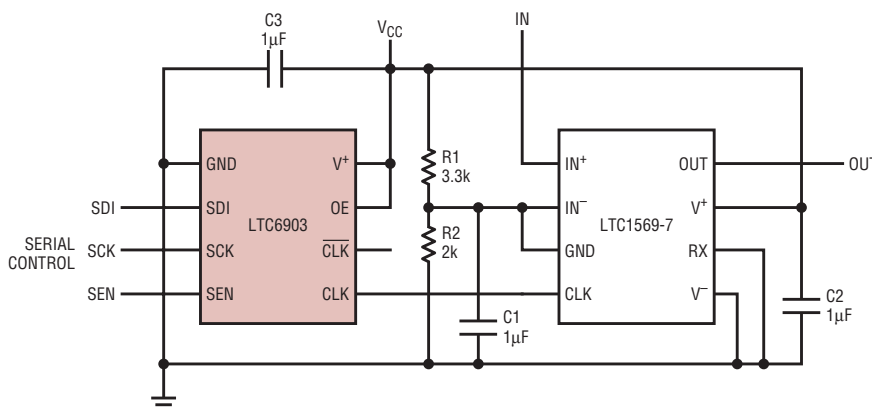 C3
1µF
VCC
IN
GND
SDI
SCK
SEN
LTC6903
V+
OE
CLK
CLK
SDI
SERIAL
CONTROL
SCK
SEN
R1
3.3k
R2
2k
C1
1µF
IN+
IN−
GND
CLK
LTC1569-7
OUT
V+
RX
V−
OUT
C2
1µF